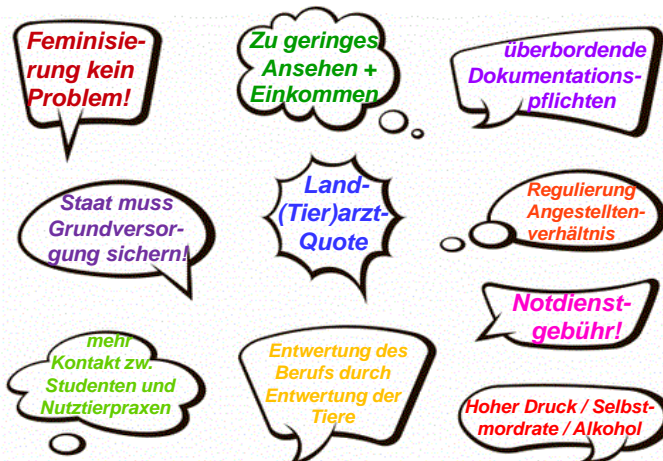 Feminisie-
rung kein
Problem!
Zu geringes
Ansehen +
Einkommen
überbordende
Dokumentations-
pflichten
Staat muss
Grundversor-
gung sichern!
Land-
(Tier)arzt-
Quote
Regulierung
Angestellten-
verhältnis
Notdienst-
gebühr!
mehr
Kontakt zw.
Studenten und
Nutztierpraxen
Entwertung des
Berufs durch
Entwertung der
Tiere
Hoher Druck / Selbst-
mordrate / Alkohol